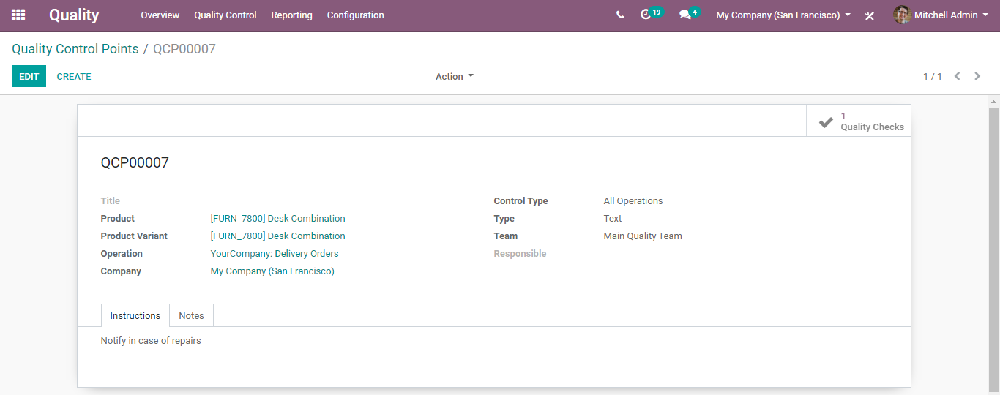 Quality Overview Quality Control Reporting Configuration 19 4 My Company (San Francisco) Mitchell Admin
Quality Control Points / QCP00007
EDIT CREATE Action 1 / 1
1
Quality Checks
QCP00007
Title
Product [FURN_7800] Desk Combination
Product Variant [FURN_7800] Desk Combination
Operation YourCompany: Delivery Orders
Company My Company (San Francisco)
Control Type All Operations
Type Text
Team Main Quality Team
Responsible
Instructions Notes
Notify in case of repairs